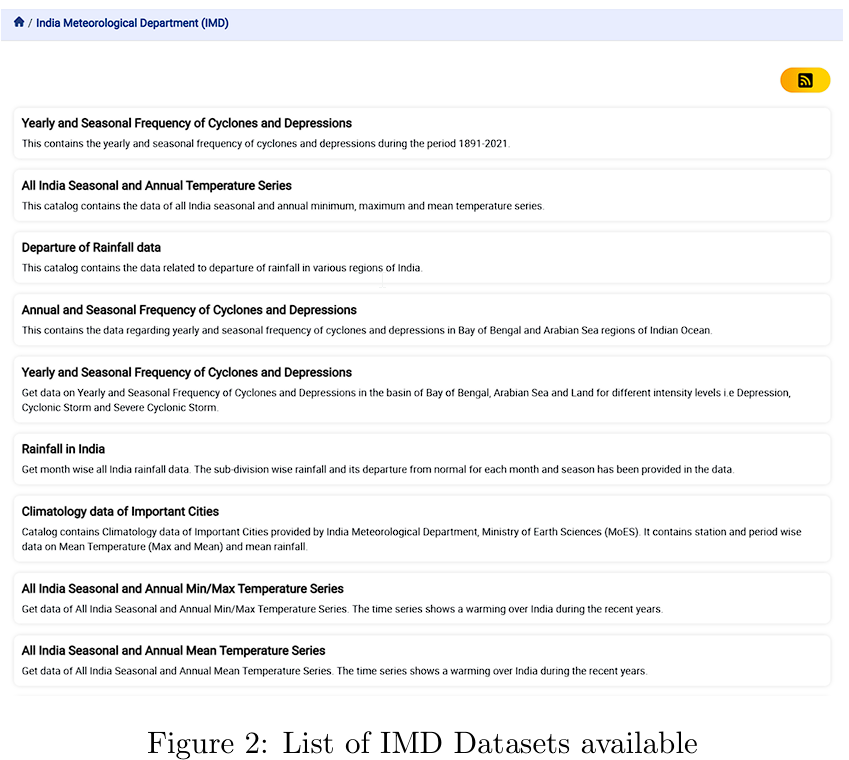 / India Meteorological Department (IMD)
Yearly and Seasonal Frequency of Cyclones and Depressions
This contains the yearly and seasonal frequency of cyclones and depressions during the period 1891-2021.
All India Seasonal and Annual Temperature Series
This catalog contains the data of all India seasonal and annual minimum, maximum and mean temperature series.
Departure of Rainfall data
This catalog contains the data related to departure of rainfall in various regions of India.
Annual and Seasonal Frequency of Cyclones and Depressions
This contains the data regarding yearly and seasonal frequency of cyclones and depressions in Bay of Bengal and Arabian Sea regions of Indian Ocean.
Yearly and Seasonal Frequency of Cyclones and Depressions
Get data on Yearly and Seasonal Frequency of Cyclones and Depressions in the basin of Bay of Bengal, Arabian Sea and Land for different intensity levels i.e Depression,
Cyclonic Storm and Severe Cyclonic Storm.
Rainfall in India
Get month wise all India rainfall data. The sub-division wise rainfall and its departure from normal for each month and season has been provided in the data.
Climatology data of Important Cities
Catalog contains Climatology data of Important Cities provided by India Meteorological Department, Ministry of Earth Sciences (MoES). It contains station and period wise
data on Mean Temperature (Max and Mean) and mean rainfall.
All India Seasonal and Annual Min/Max Temperature Series
Get data of All India Seasonal and Annual Min/Max Temperature Series. The time series shows a warming over India during the recent years.
All India Seasonal and Annual Mean Temperature Series
Get data of All India Seasonal and Annual Mean Temperature Series. The time series shows a warming over India during the recent years.
Figure 2: List of IMD Datasets available